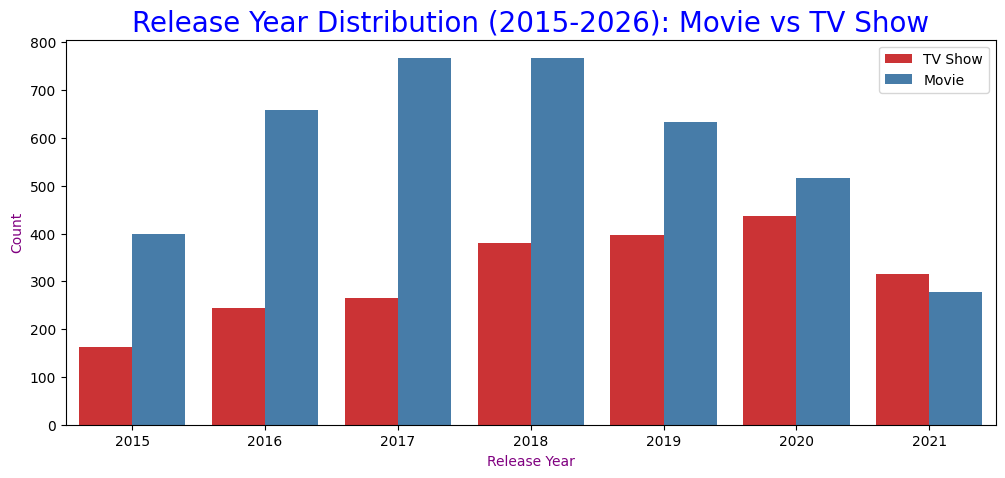 Release Year Distribution (2015-2026): Movie vs TV Show
TV Show
Movie
Count
800
700
600
500
400
300
200
100
0
2015 2016 2017 2018 2019 2020 2021
Release Year